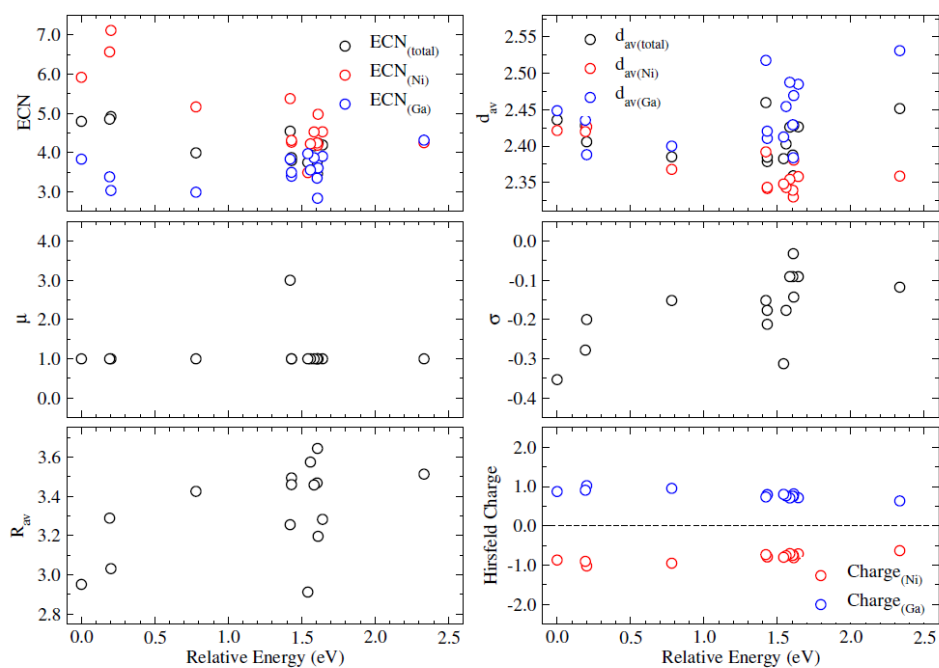 ECN
7.0
6.0
5.0
4.0
3.0
ECN(total)
ECN(Ni)
ECN(Ga)
d_av
2.55
2.50
2.45
2.40
2.35
d_av(total)
d_av(Ni)
d_av(Ga)
μ
4.0
3.0
2.0
1.0
0.0
σ
0.0
-0.1
-0.2
-0.3
-0.4
R_av
3.6
3.4
3.2
3.0
2.8
0.0 0.5 1.0 1.5 2.0 2.5
Relative Energy (eV)
Hirsfeld Charge
2.0
1.0
0.0
-1.0
-2.0
Charge(Ni)
Charge(Ga)
0.0 0.5 1.0 1.5 2.0 2.5
Relative Energy (eV)